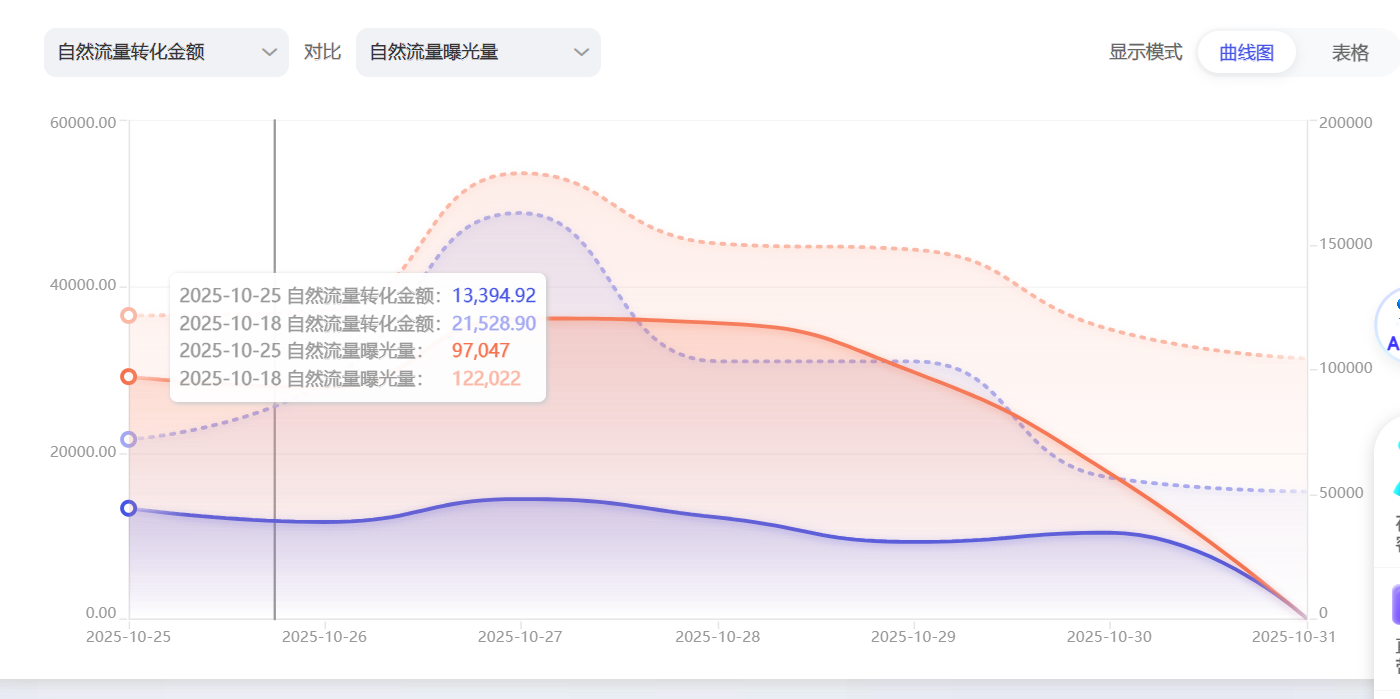 自然流量转化金额 对比 自然流量曝光量 显示模式 曲线图 表格
60000.00 200000
150000
40000.00
2025-10-25 自然流量转化金额: 13,394.92
2025-10-18 自然流量转化金额: 21,528.90
2025-10-25 自然流量曝光量: 97,047
2025-10-18 自然流量曝光量: 122,022
100000
20000.00
50000
0.00 0
2025-10-25 2025-10-26 2025-10-27 2025-10-28 2025-10-29 2025-10-30 2025-10-31